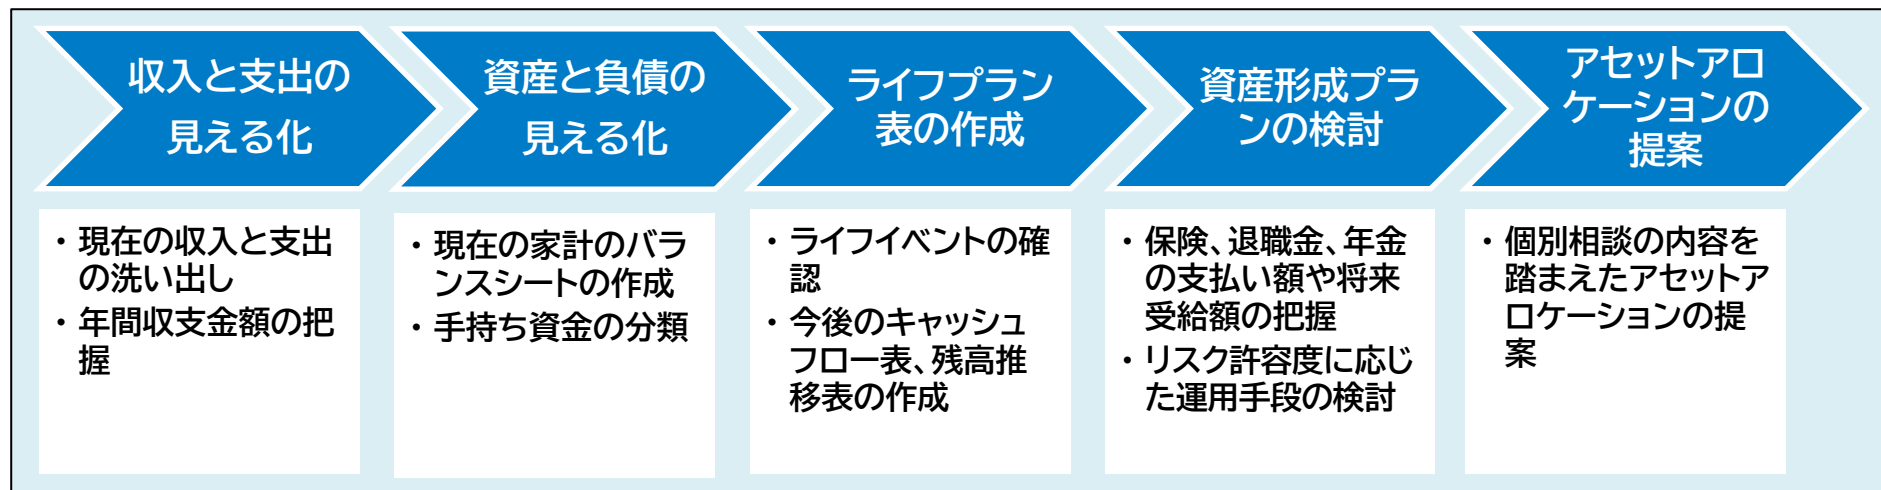 収入と支出の
見える化
資産と負債の
見える化
ライフプラン
表の作成
資産形成プラ
ンの検討
アセットアロ
ケーションの
提案
・現在の収入と支出
の洗い出し
・年間収支金額の把
握
・現在の家計のバラ
ンスシートの作成
・手持ち資金の分類
・ライフイベントの確
認
・今後のキャッシュ
フロー表、残高推
移表の作成
・保険、退職金、年金
の支払い額や将来
受給額の把握
・リスク許容度に応じ
た運用手段の検討
・個別相談の内容を
踏まえたアセットア
ロケーションの提
案